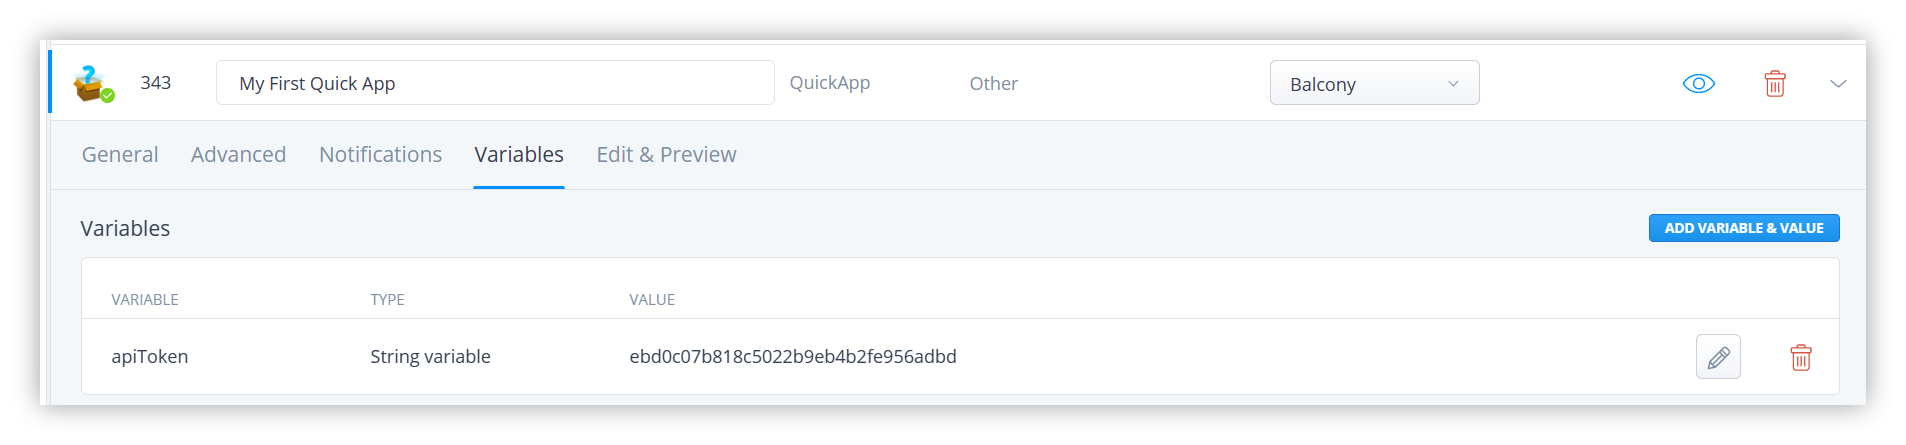 343 My First Quick App QuickApp Other Balcony
General Advanced Notifications Variables Edit & Preview
Variables ADD VARIABLE & VALUE
VARIABLE TYPE VALUE
apiToken String variable ebd0c07b818c5022b9eb4b2fe956adbd